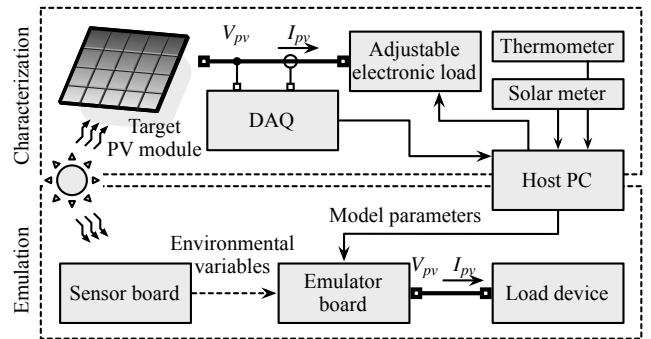 Characterization
V_pv
I_pv
Adjustable
electronic load
Thermometer
Solar meter
DAQ
Target
PV module
Host PC
Emulation
Model parameters
Environmental
variables
Sensor board
Emulator
board
V_pv
I_pv
Load device